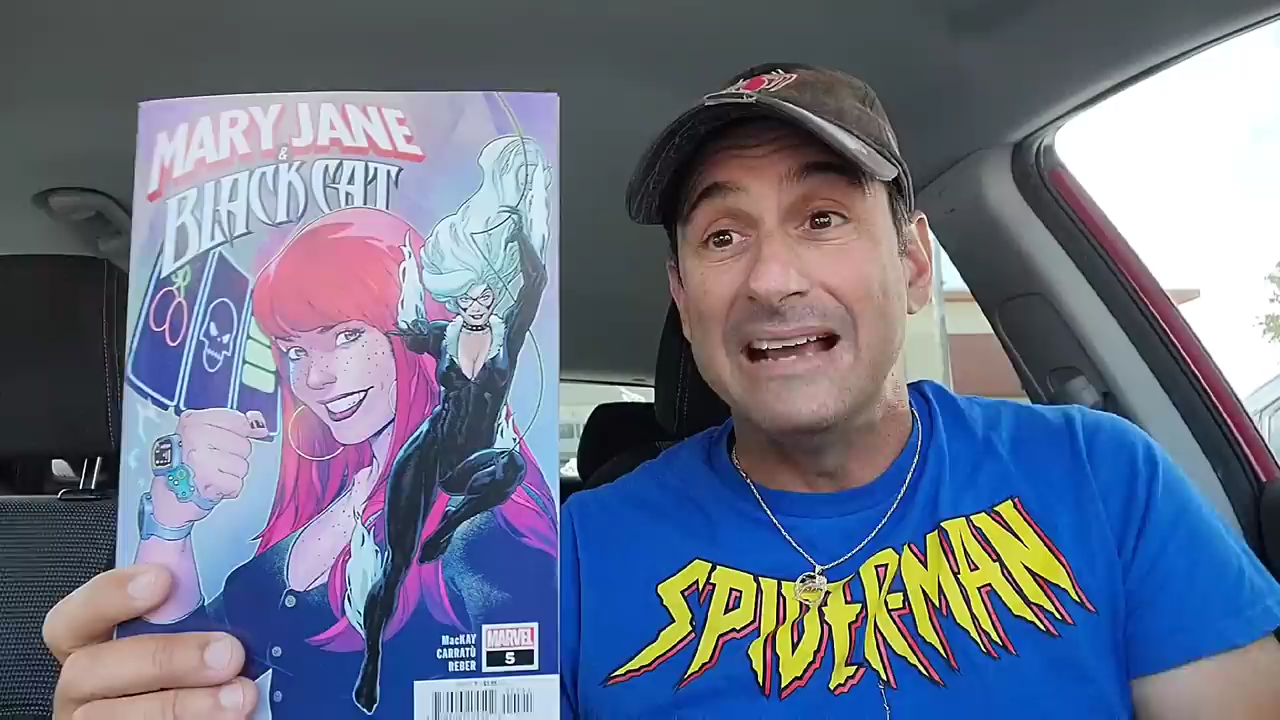 MARY JANE
&
BLACK CAT
MacKAY
CARRATÙ
REBER
MARVEL
5
SPIDER-MAN